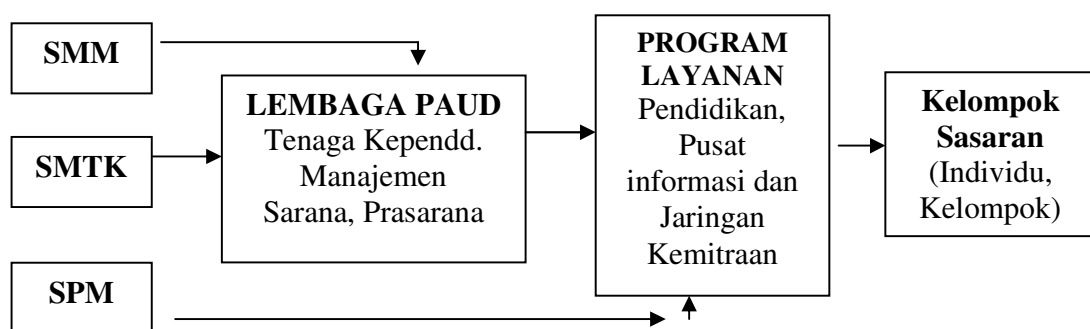 SMM
SMTK
SPM
LEMBAGA PAUD
Tenaga Kependd.
Manajemen
Sarana, Prasarana
PROGRAM
LAYANAN
Pendidikan,
Pusat
informasi dan
Jaringan
Kemitraan
Kelompok
Sasaran
(Individu,
Kelompok)